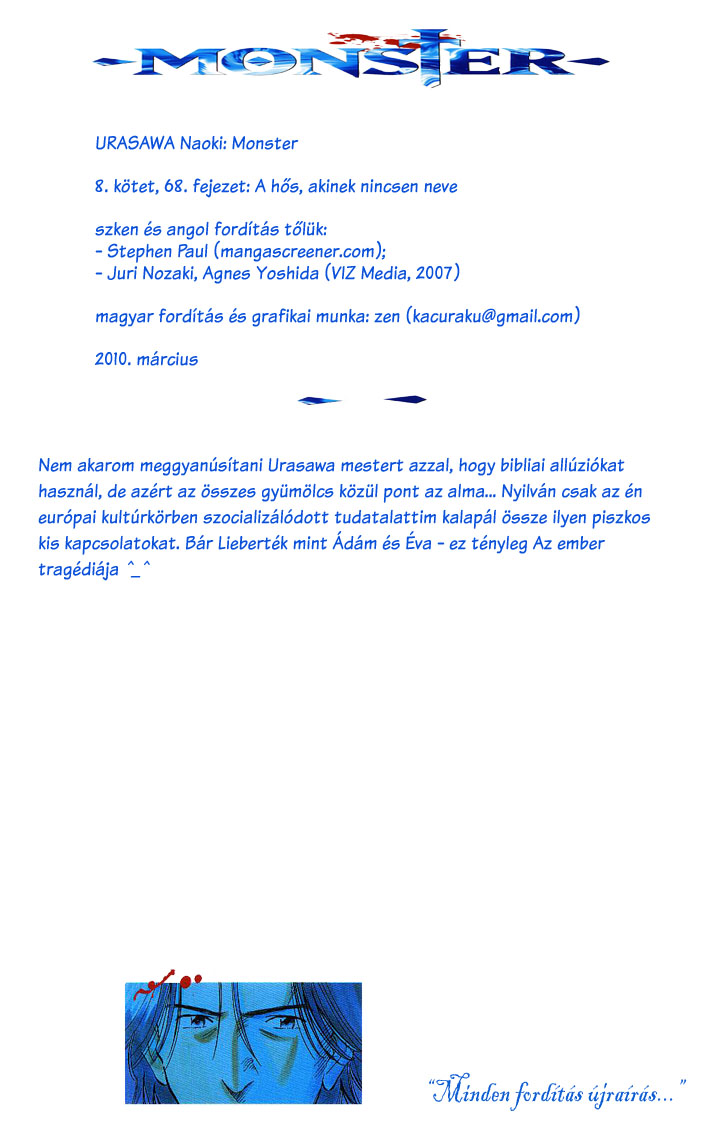 MONSTER
URASAWA Naoki: Monster
8. kötet, 68. fejezet: A hős, akinek nincsen neve
szken és angol fordítás tőlük:
- Stephen Paul (mangascreener.com);
- Juri Nozaki, Agnes Yoshida (VIZ Media, 2007)
magyar fordítás és grafikai munka: zen (kacuraku@gmail.com)
2010. március
Nem akarom meggyanúsítani Urasawa mestert azzal, hogy bibliai allúziókat
használ, de azért az összes gyümölcs közül pont az alma... Nyilván csak az én
európai kultúrkörben szocializálódott tudatalattim kalapál össze ilyen piszkos
kis kapcsolatokat. Bár Lieberték mint Ádám és Éva - ez tényleg Az ember
tragédiája ^_^
“Minden fordítás újraírás...”